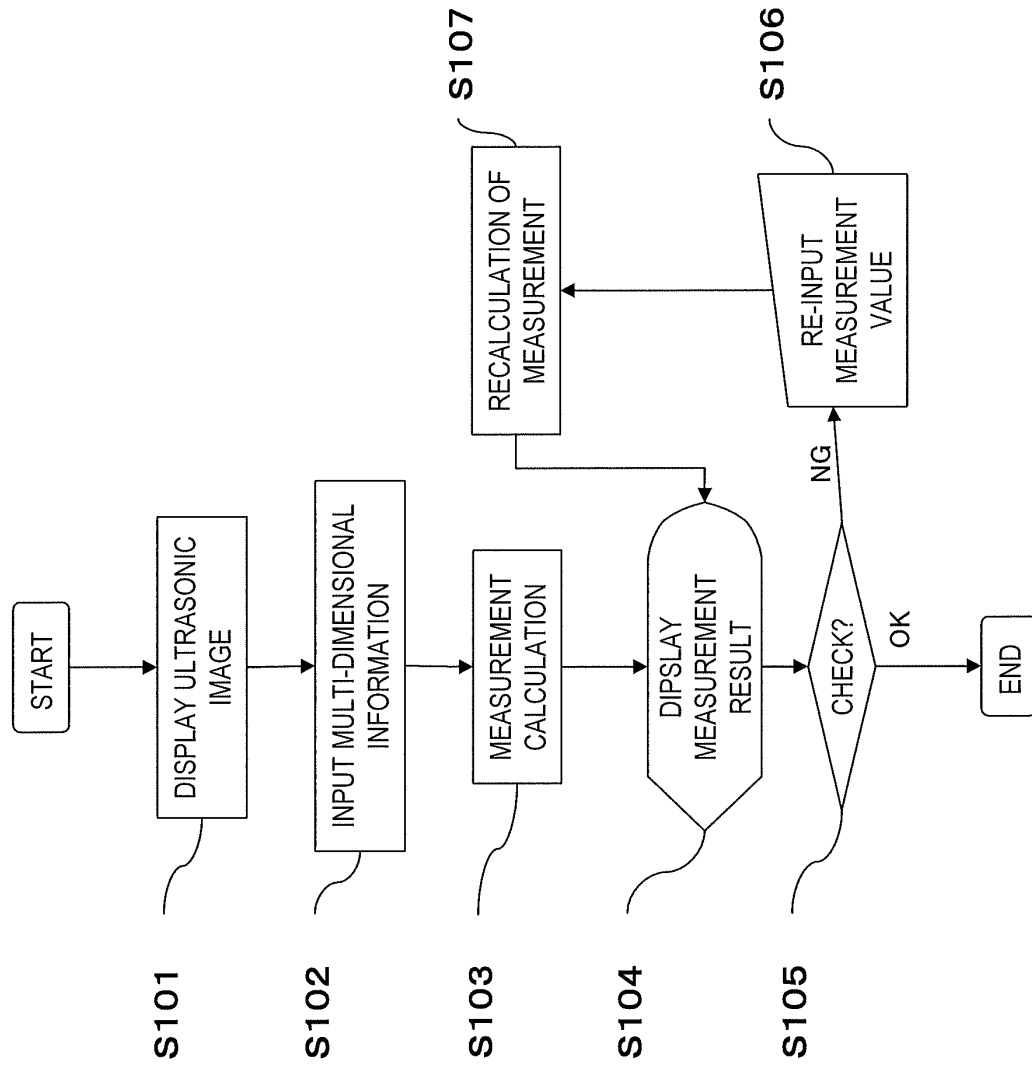 START
S101
DISPLAY ULTRASONIC
IMAGE
S102
INPUT MULTI-DIMENSIONAL
INFORMATION
S103
MEASUREMENT
CALCULATION
S107
RECALCULATION OF
MEASUREMENT
S104
DIPSLAY
MEASUREMENT
RESULT
S105
CHECK?
NG
S106
RE-INPUT
MEASUREMENT
VALUE
OK
END